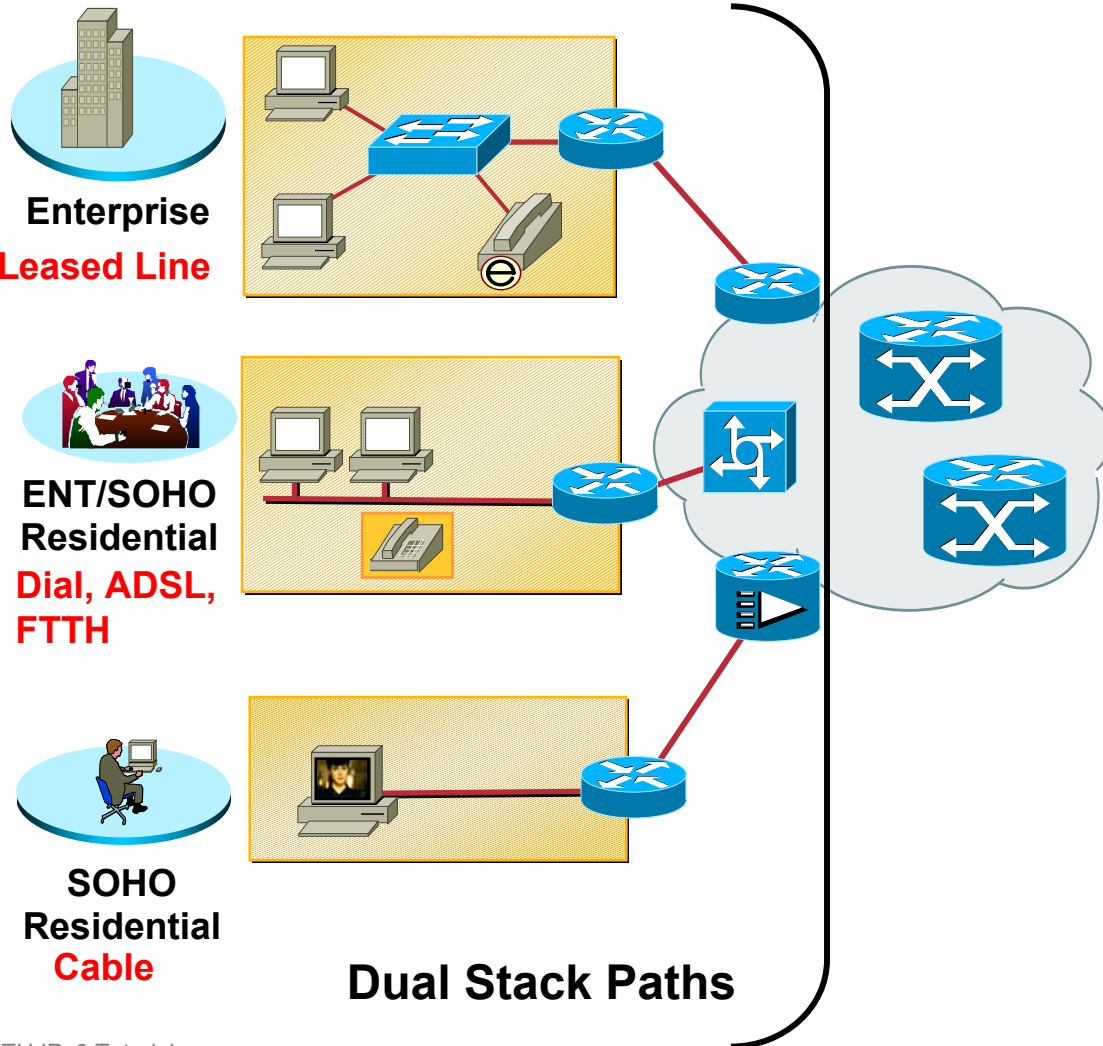 Enterprise
Leased Line
ENT/SOHO
Residential
Dial, ADSL,
FTTH
SOHO
Residential
Cable
Dual Stack Paths